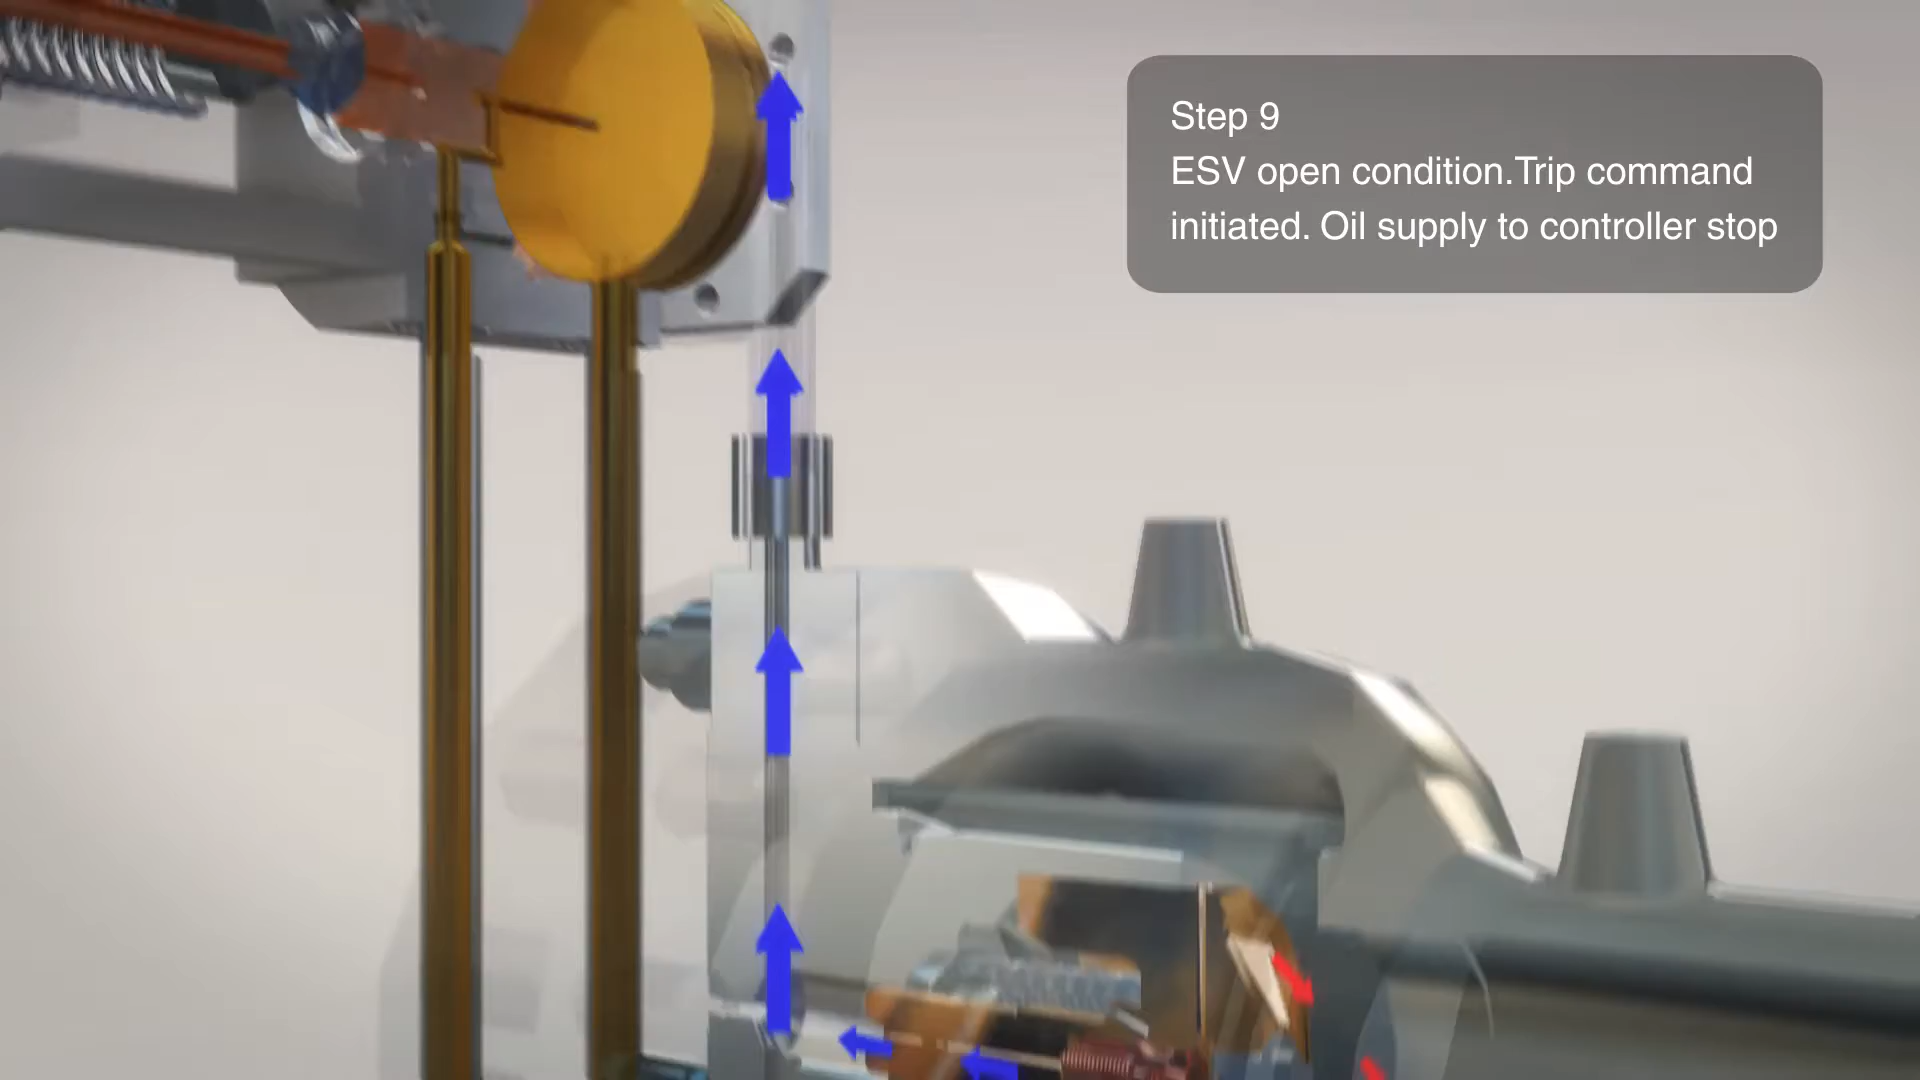 Step 9
ESV open condition.Trip command
initiated. Oil supply to controller stop